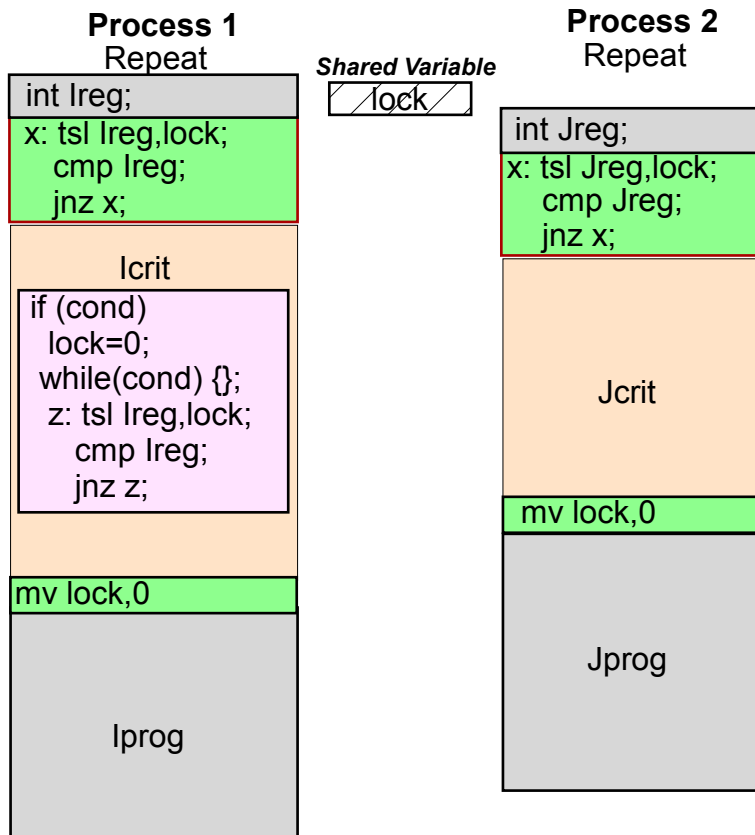 Process 1
Repeat
int Ireg;
x: tsl Ireg,lock;
cmp Ireg;
jnz x;
Icrit
if (cond)
lock=0;
while(cond) {};
z: tsl Ireg,lock;
cmp Ireg;
jnz z;
mv lock,0
Iprog
Shared Variable
lock
Process 2
Repeat
int Jreg;
x: tsl Jreg,lock;
cmp Jreg;
jnz x;
Jcrit
mv lock,0
Jprog